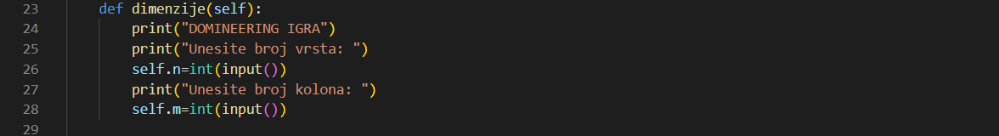 23 def dimenzije(self):
24 print("DOMINEERING IGRA")
25 print("Unesite broj vrsta: ")
26 self.n=int(input())
27 print("Unesite broj kolona: ")
28 self.m=int(input())
29